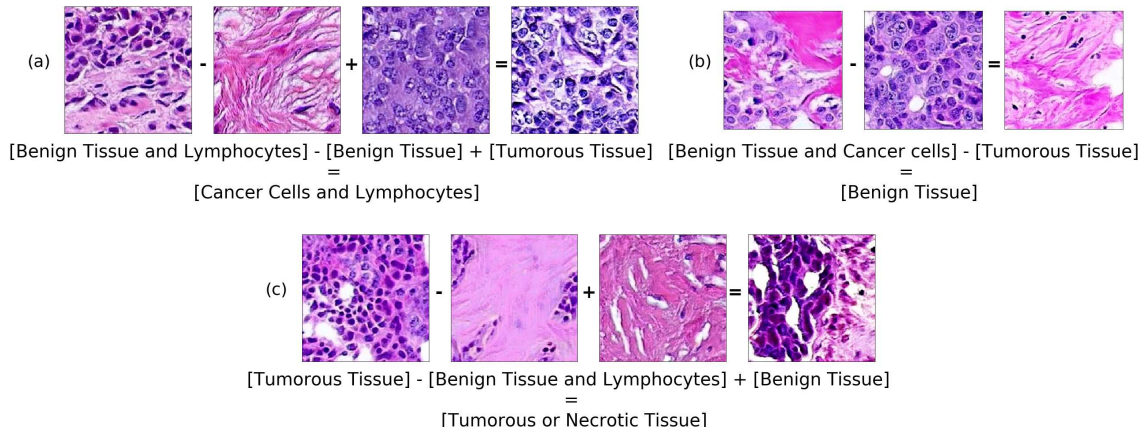 (a) - + =
[Benign Tissue and Lymphocytes] - [Benign Tissue] + [Tumorous Tissue]
=
[Cancer Cells and Lymphocytes]
(b) - =
[Benign Tissue and Cancer cells] - [Tumorous Tissue]
=
[Benign Tissue]
(c) - + =
[Tumorous Tissue] - [Benign Tissue and Lymphocytes] + [Benign Tissue]
=
[Tumorous or Necrotic Tissue]